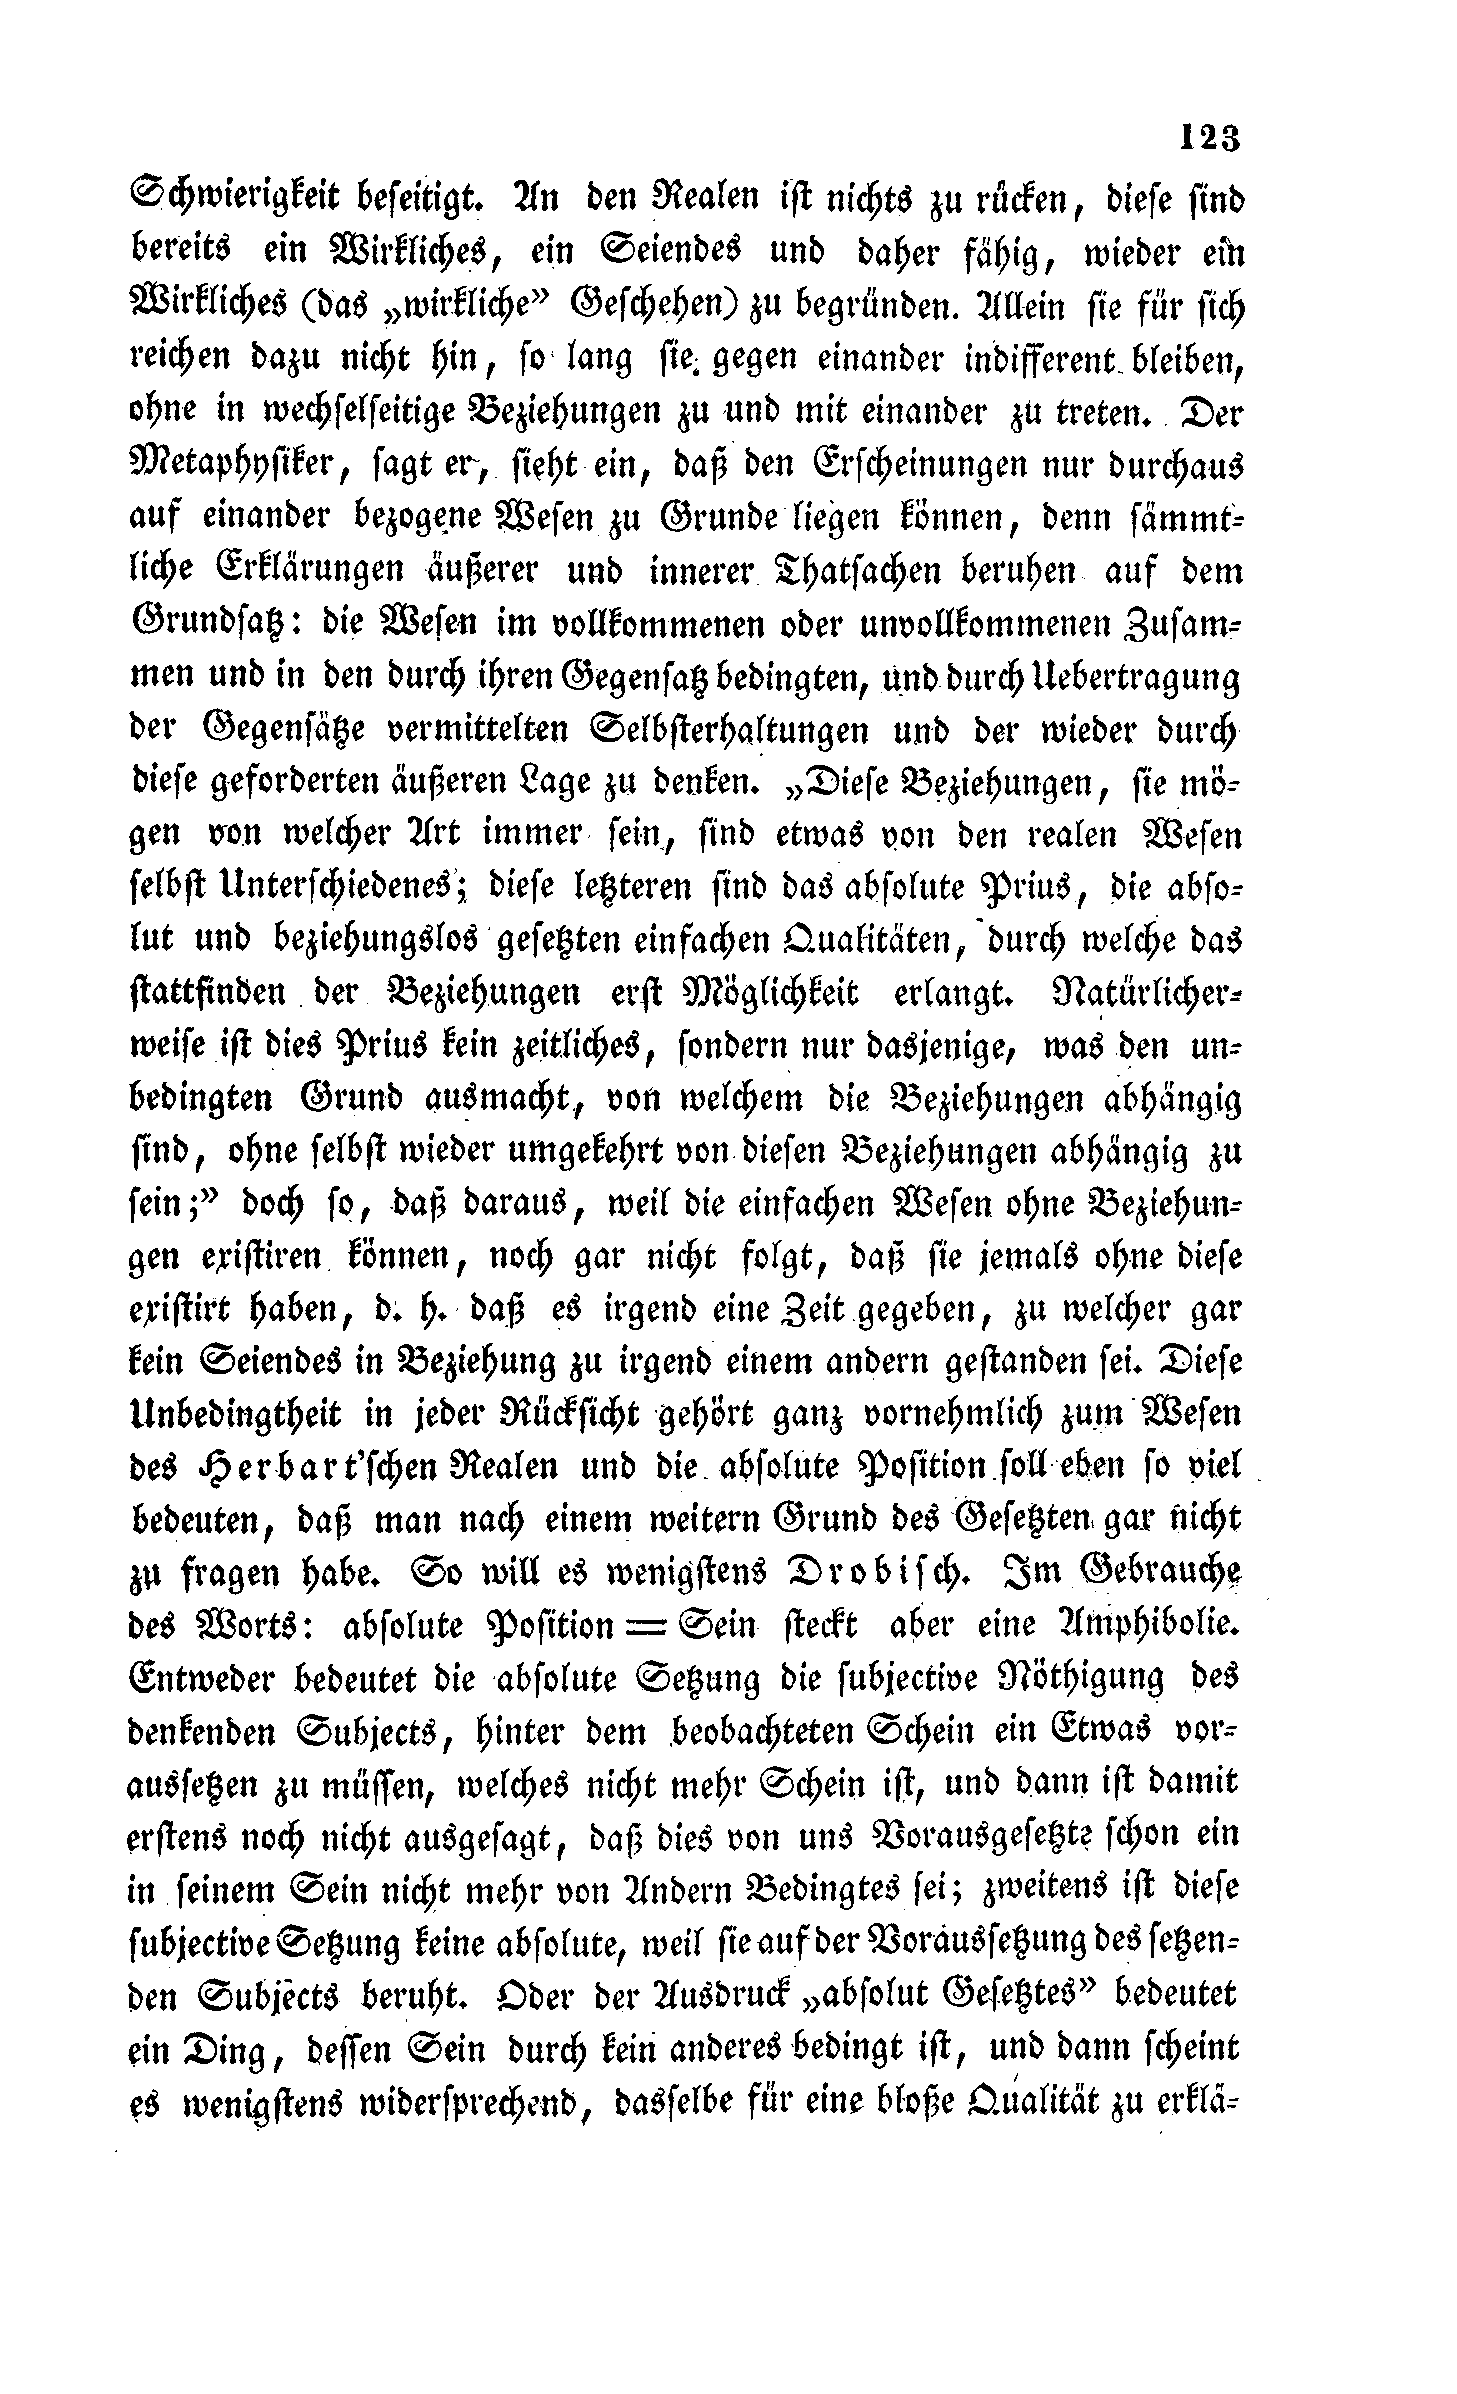 123
Schwierigkeit beseitigt. An den Realen ist nichts zu rücken, diese sind
bereits ein Wirkliches, ein Seiendes und daher fähig, wieder ein
Wirkliches (das „wirkliche” Geschehen) zu begründen. Allein sie für sich
reichen dazu nicht hin, so lang sie gegen einander indifferent bleiben,
ohne in wechselseitige Beziehungen zu und mit einander zu treten. Der
Metaphysiker, sagt er, sieht ein, daß den Erscheinungen nur durchaus
auf einander bezogene Wesen zu Grunde liegen können, denn sämmt-
liche Erklärungen äußerer und innerer Thatsachen beruhen auf dem
Grundsatz: die Wesen im vollkommenen oder unvollkommenen Zusam-
men und in den durch ihren Gegensatz bedingten, und durch Uebertragung
der Gegensätze vermittelten Selbsterhaltungen und der wieder durch
diese geforderten äußeren Lage zu denken. „Diese Beziehungen, sie mö-
gen von welcher Art immer sein, sind etwas von den realen Wesen
selbst Unterschiedenes; diese letzteren sind das absolute Prius, die abso-
lut und beziehungslos gesetzten einfachen Qualitäten, durch welche das
stattfinden der Beziehungen erst Möglichkeit erlangt. Natürlicher-
weise ist dies Prius kein zeitliches, sondern nur dasjenige, was den un-
bedingten Grund ausmacht, von welchem die Beziehungen abhängig
sind, ohne selbst wieder umgekehrt von diesen Beziehungen abhängig zu
sein;” doch so, daß daraus, weil die einfachen Wesen ohne Beziehun-
gen existiren können, noch gar nicht folgt, daß sie jemals ohne diese
existirt haben, d. h. daß es irgend eine Zeit gegeben, zu welcher gar
kein Seiendes in Beziehung zu irgend einem andern gestanden sei. Diese
Unbedingtheit in jeder Rücksicht gehört ganz vornehmlich zum Wesen
des Herbart'schen Realen und die absolute Position soll eben so viel
bedeuten, daß man nach einem weitern Grund des Gesetzten gar nicht
zu fragen habe. So will es wenigstens Drobisch. Im Gebrauche
des Worts: absolute Position = Sein steckt aber eine Amphibolie.
Entweder bedeutet die absolute Setzung die subjective Nöthigung des
denkenden Subjects, hinter dem beobachteten Schein ein Etwas vor-
aussetzen zu müssen, welches nicht mehr Schein ist, und dann ist damit
erstens noch nicht ausgesagt, daß dies von uns Vorausgesetzte schon ein
in seinem Sein nicht mehr von Andern Bedingtes sei; zweitens ist diese
subjective Setzung keine absolute, weil sie auf der Voraussetzung des setzen-
den Subjects beruht. Oder der Ausdruck „absolut Gesetztes” bedeutet
ein Ding, dessen Sein durch kein anderes bedingt ist, und dann scheint
es wenigstens widersprechend, dasselbe für eine bloße Qualität zu erklä-